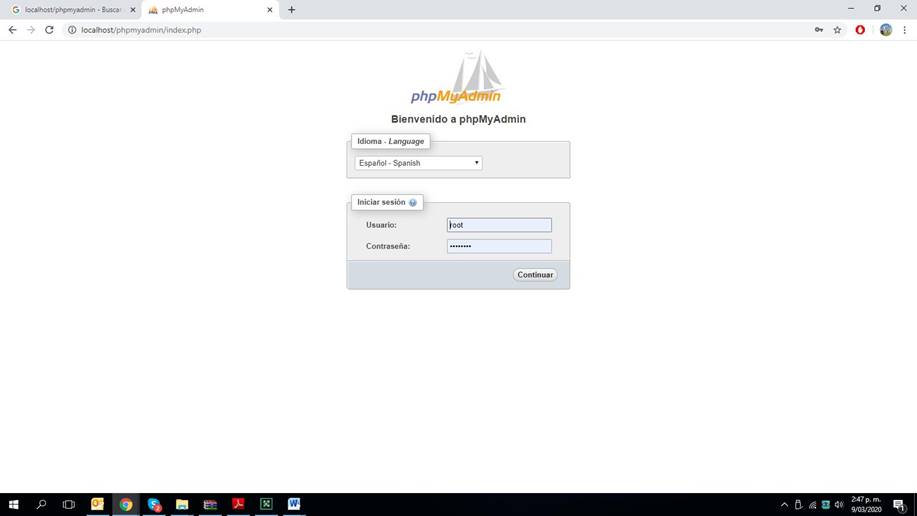 localhost/phpmyadmin - Busca
phpMyAdmin
localhost/phpmyadmin/index.php
phpMyAdmin
Bienvenido a phpMyAdmin
Idioma - Language
Español - Spanish
Iniciar sesión
Usuario: root
Contraseña: ••••••••
Continuar
2:47 p. m.
9/03/2020